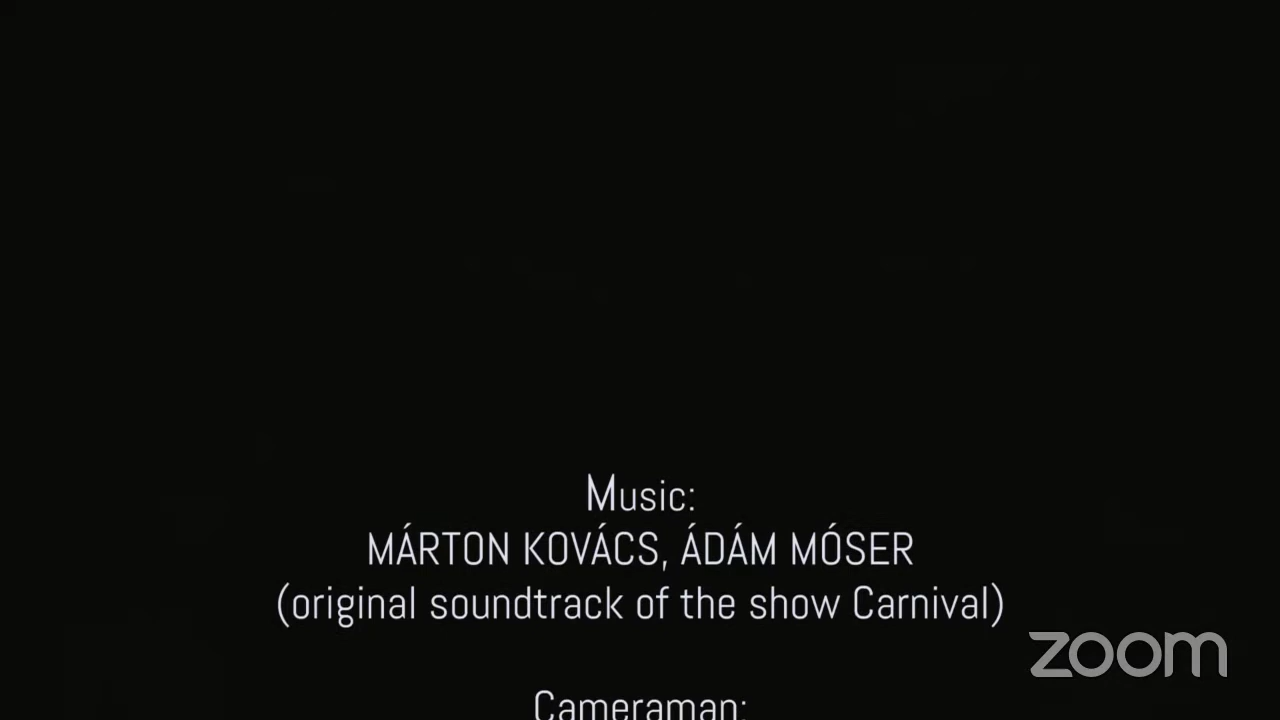 Music:
MÁRTON KOVÁCS, ÁDÁM MÓSER
(original soundtrack of the show Carnival)
zoom
Cameraman: